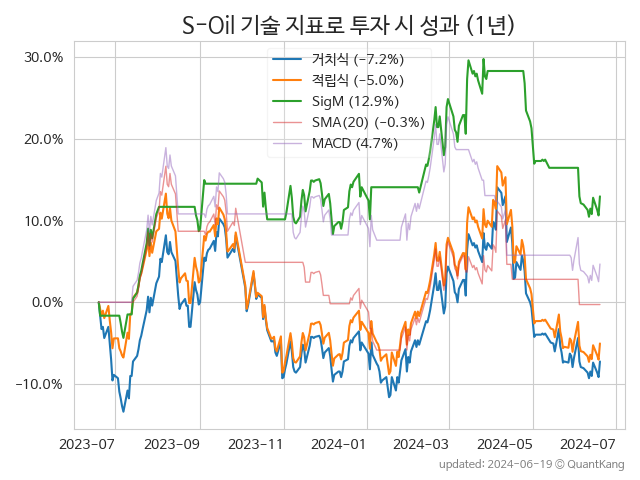 S-Oil 기술 지표로 투자 시 성과 (1년)
거치식 (-7.2%)
적립식 (-5.0%)
SigM (12.9%)
SMA(20) (-0.3%)
MACD (4.7%)
30.0%
20.0%
10.0%
0.0%
-10.0%
2023-07 2023-09 2023-11 2024-01 2024-03 2024-05 2024-07
updated: 2024-06-19 © QuantKang